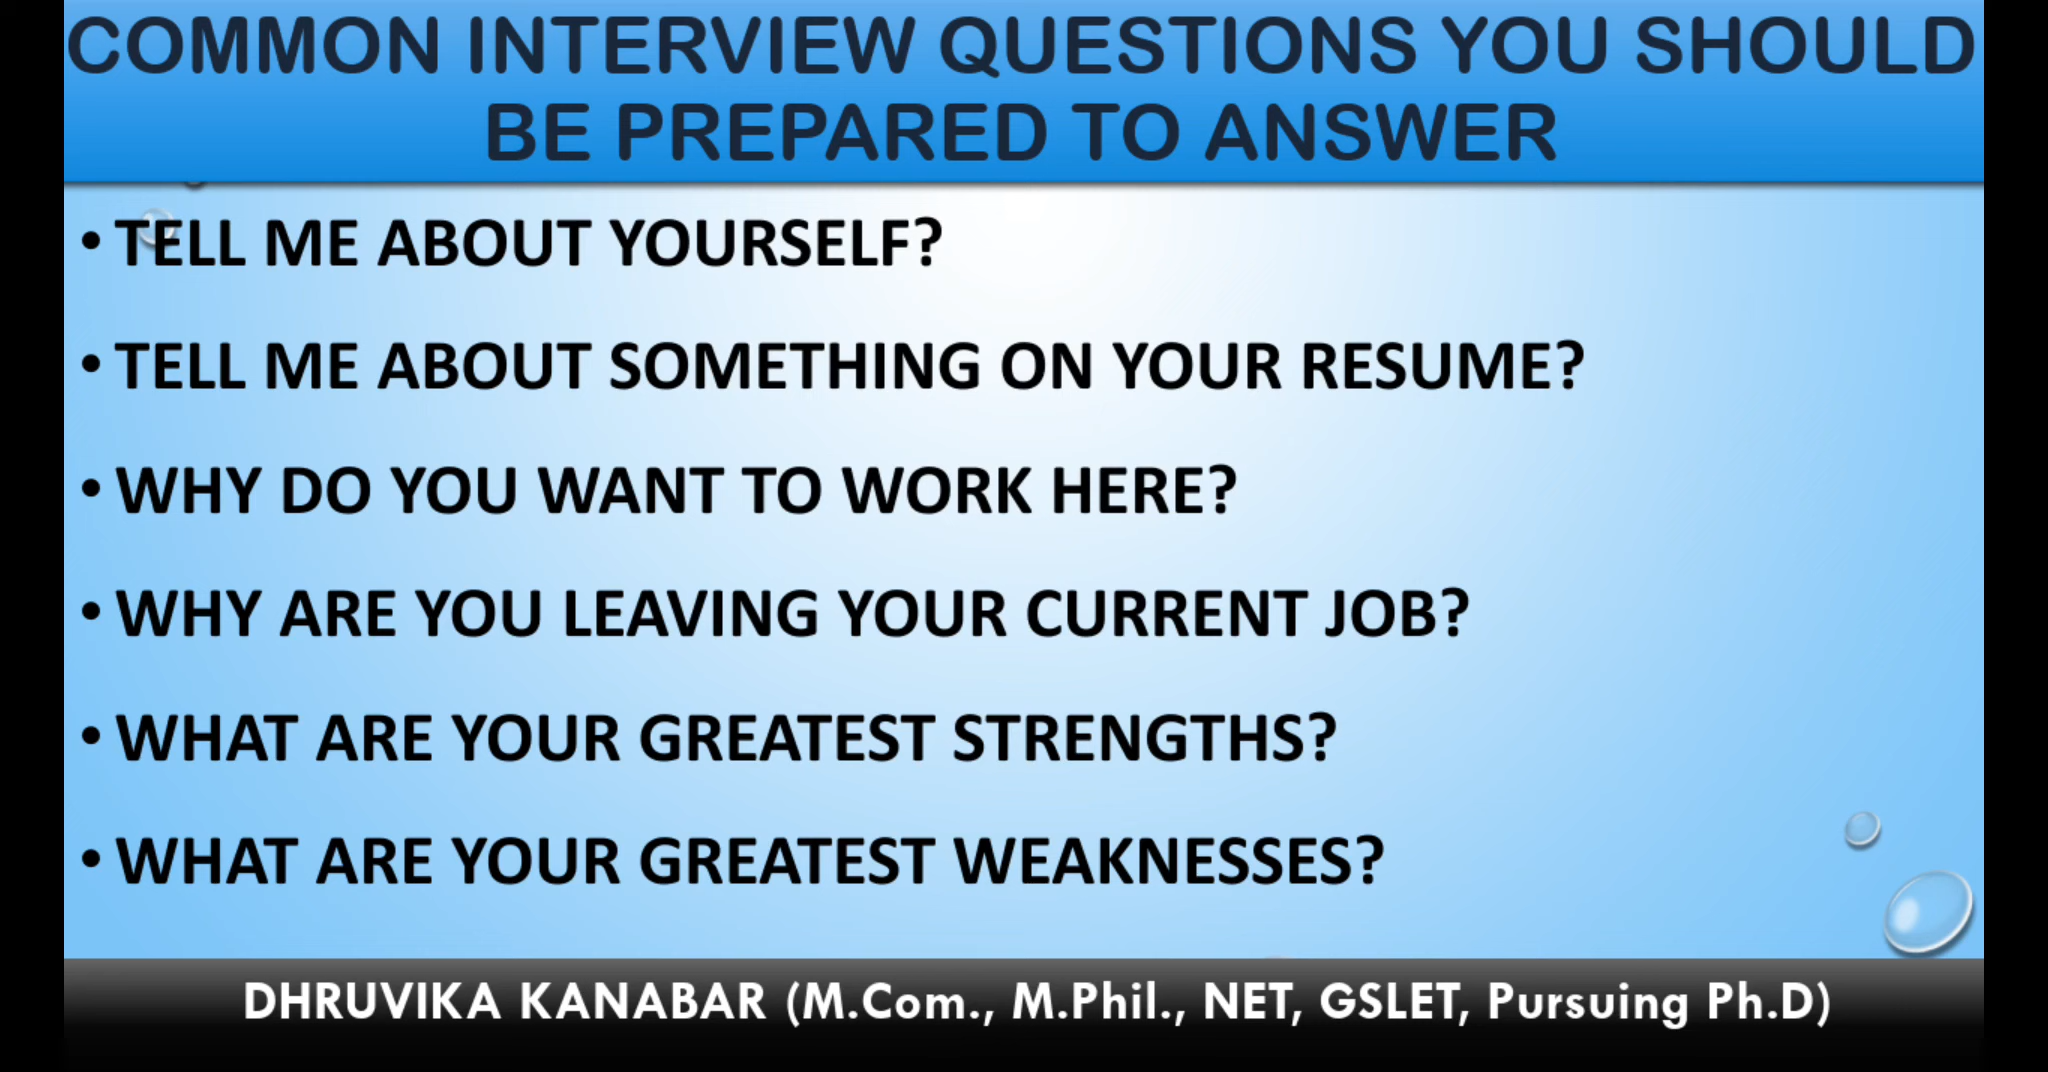 COMMON INTERVIEW QUESTIONS YOU SHOULD
BE PREPARED TO ANSWER
• TELL ME ABOUT YOURSELF?
• TELL ME ABOUT SOMETHING ON YOUR RESUME?
• WHY DO YOU WANT TO WORK HERE?
• WHY ARE YOU LEAVING YOUR CURRENT JOB?
• WHAT ARE YOUR GREATEST STRENGTHS?
• WHAT ARE YOUR GREATEST WEAKNESSES?
DHRUVIKA KANABAR (M.Com., M.Phil., NET, GSLET, Pursuing Ph.D)